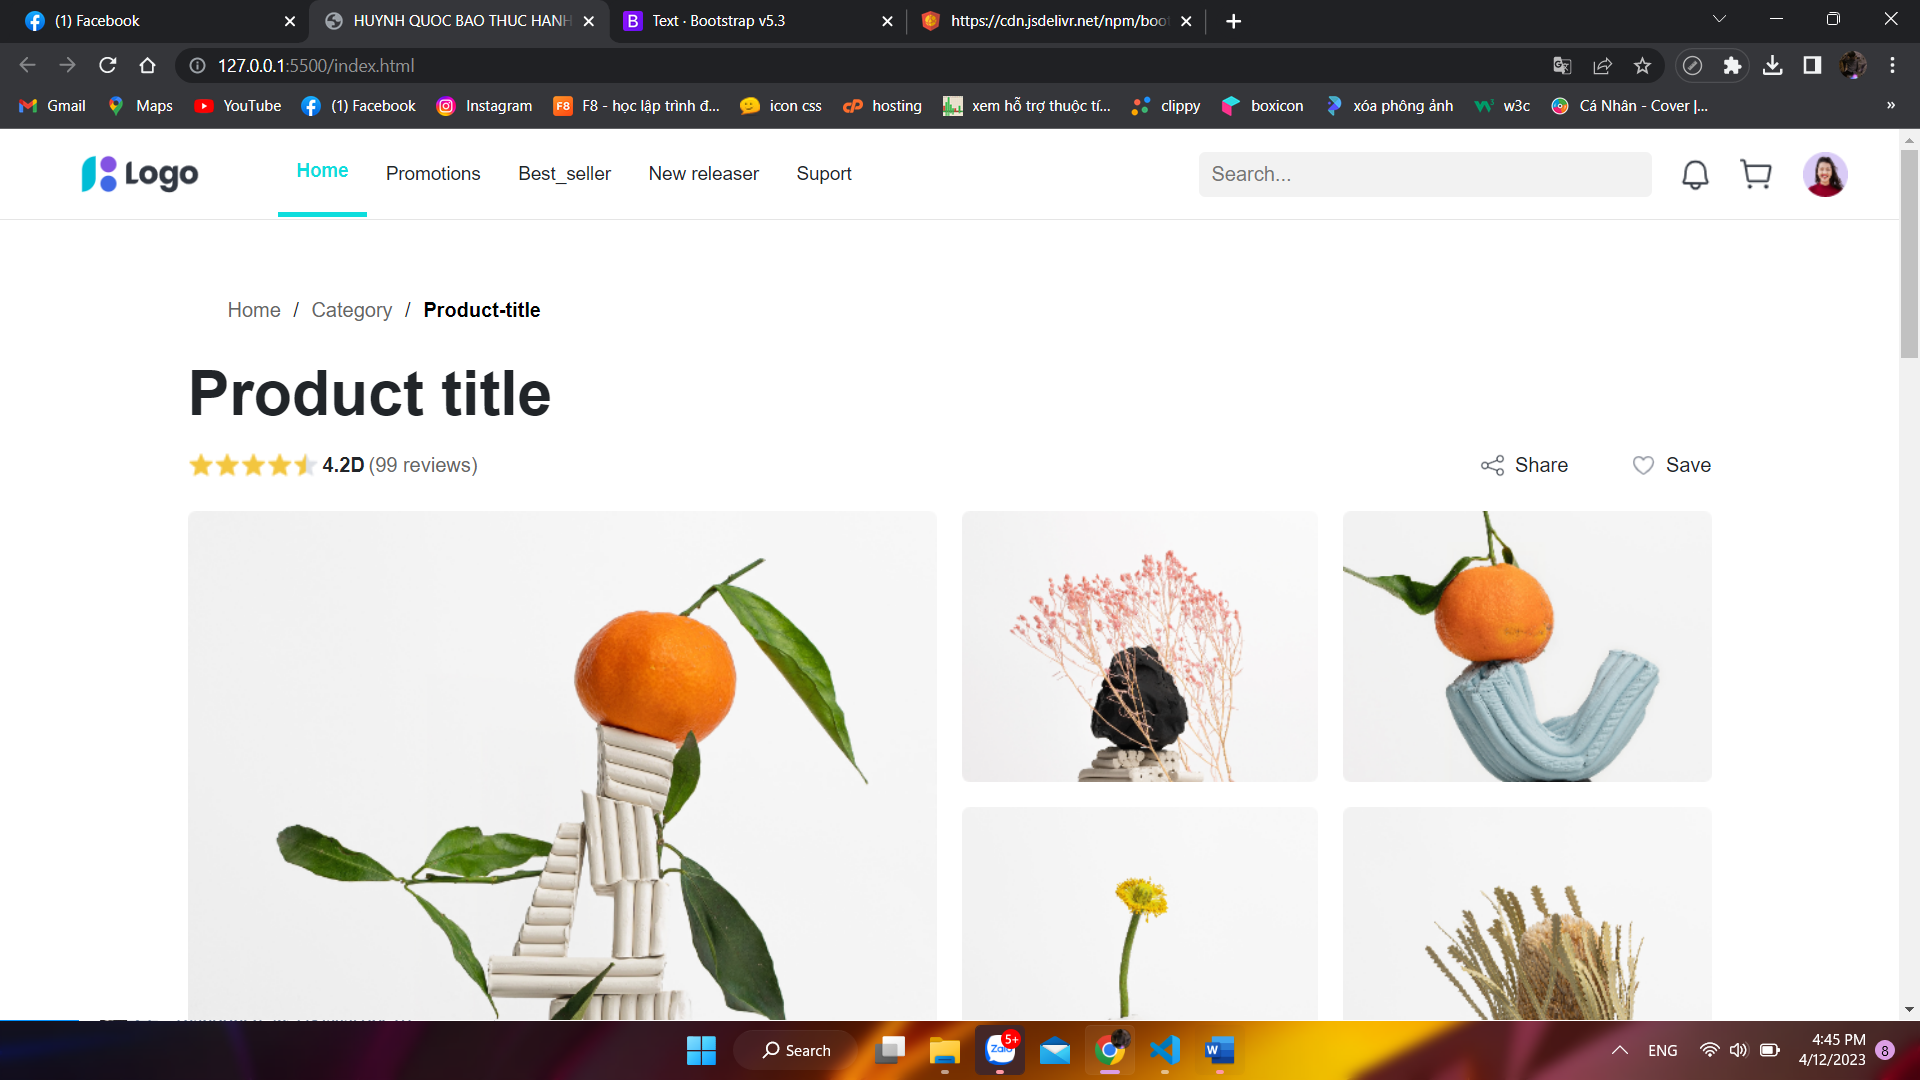 (1) Facebook
HUYNH QUOC BAO THUC HANH
Text · Bootstrap v5.3
https://cdn.jsdelivr.net/npm/boot
127.0.0.1:5500/index.html
Gmail
Maps
YouTube
(1) Facebook
Instagram
F8 - học lập trình đ...
icon css
hosting
xem hỗ trợ thuộc tí...
clippy
boxicon
xóa phông ảnh
w3c
Cá Nhân - Cover |...
»
Logo
Home
Promotions
Best_seller
New releaser
Suport
Search...
Home / Category / Product-title
Product title
4.2D (99 reviews)
Share
Save
Search
5+
Zalo
ENG
4:45 PM
4/12/2023
8